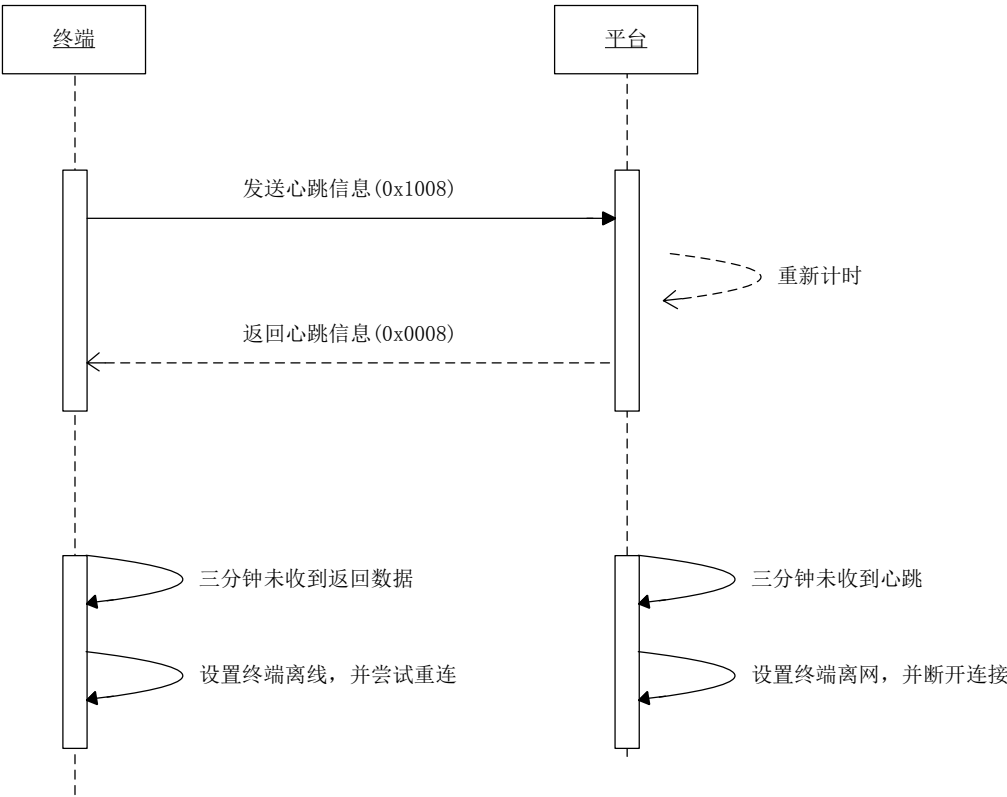 终端
平台
发送心跳信息(0x1008)
重新计时
返回心跳信息(0x0008)
三分钟未收到返回数据
三分钟未收到心跳
设置终端离线，并尝试重连
设置终端离网，并断开连接